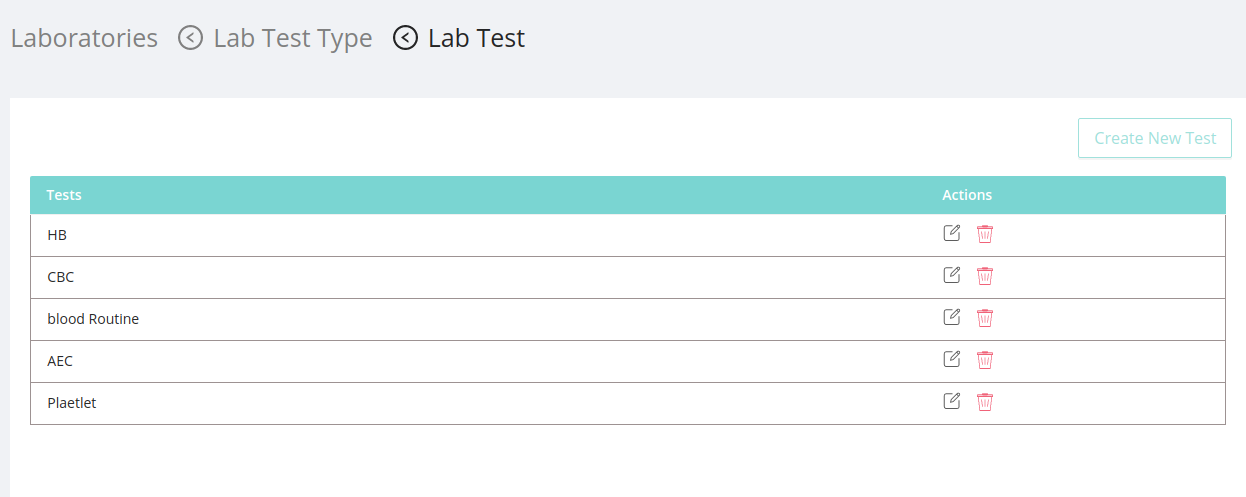 Laboratories < Lab Test Type < Lab Test
Create New Test
Tests Actions
HB
CBC
blood Routine
AEC
Plaetlet